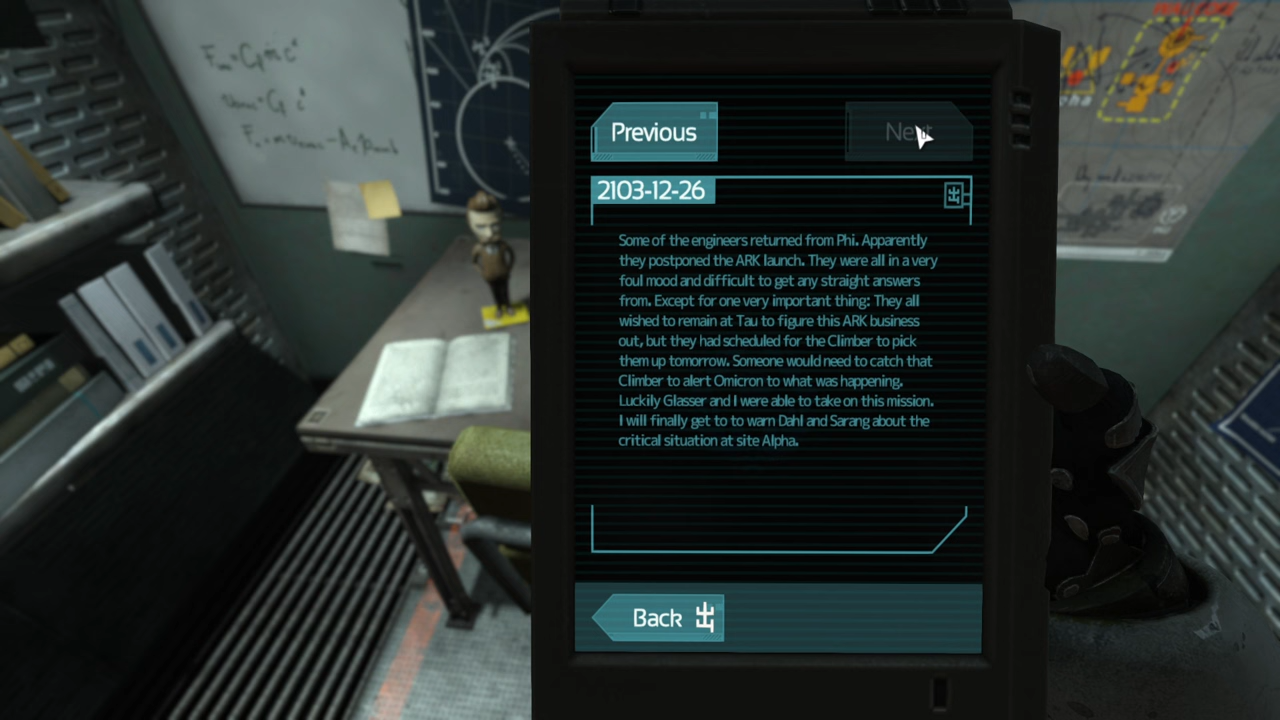 Previous
2103-12-26
Some of the engineers returned from Phi. Apparently
they postponed the ARK launch. They were all in a very
foul mood and difficult to get any straight answers
from. Except for one very important thing: They all
wished to remain at Tau to figure this ARK business
out, but they had scheduled for the Climber to pick
them up tomorrow. Someone would need to catch that
Climber to alert Omicron to what was happening.
Luckily Glasser and I were able to take on this mission.
I will finally get to to warn Dahl and Sarang about the
critical situation at site Alpha.
Back